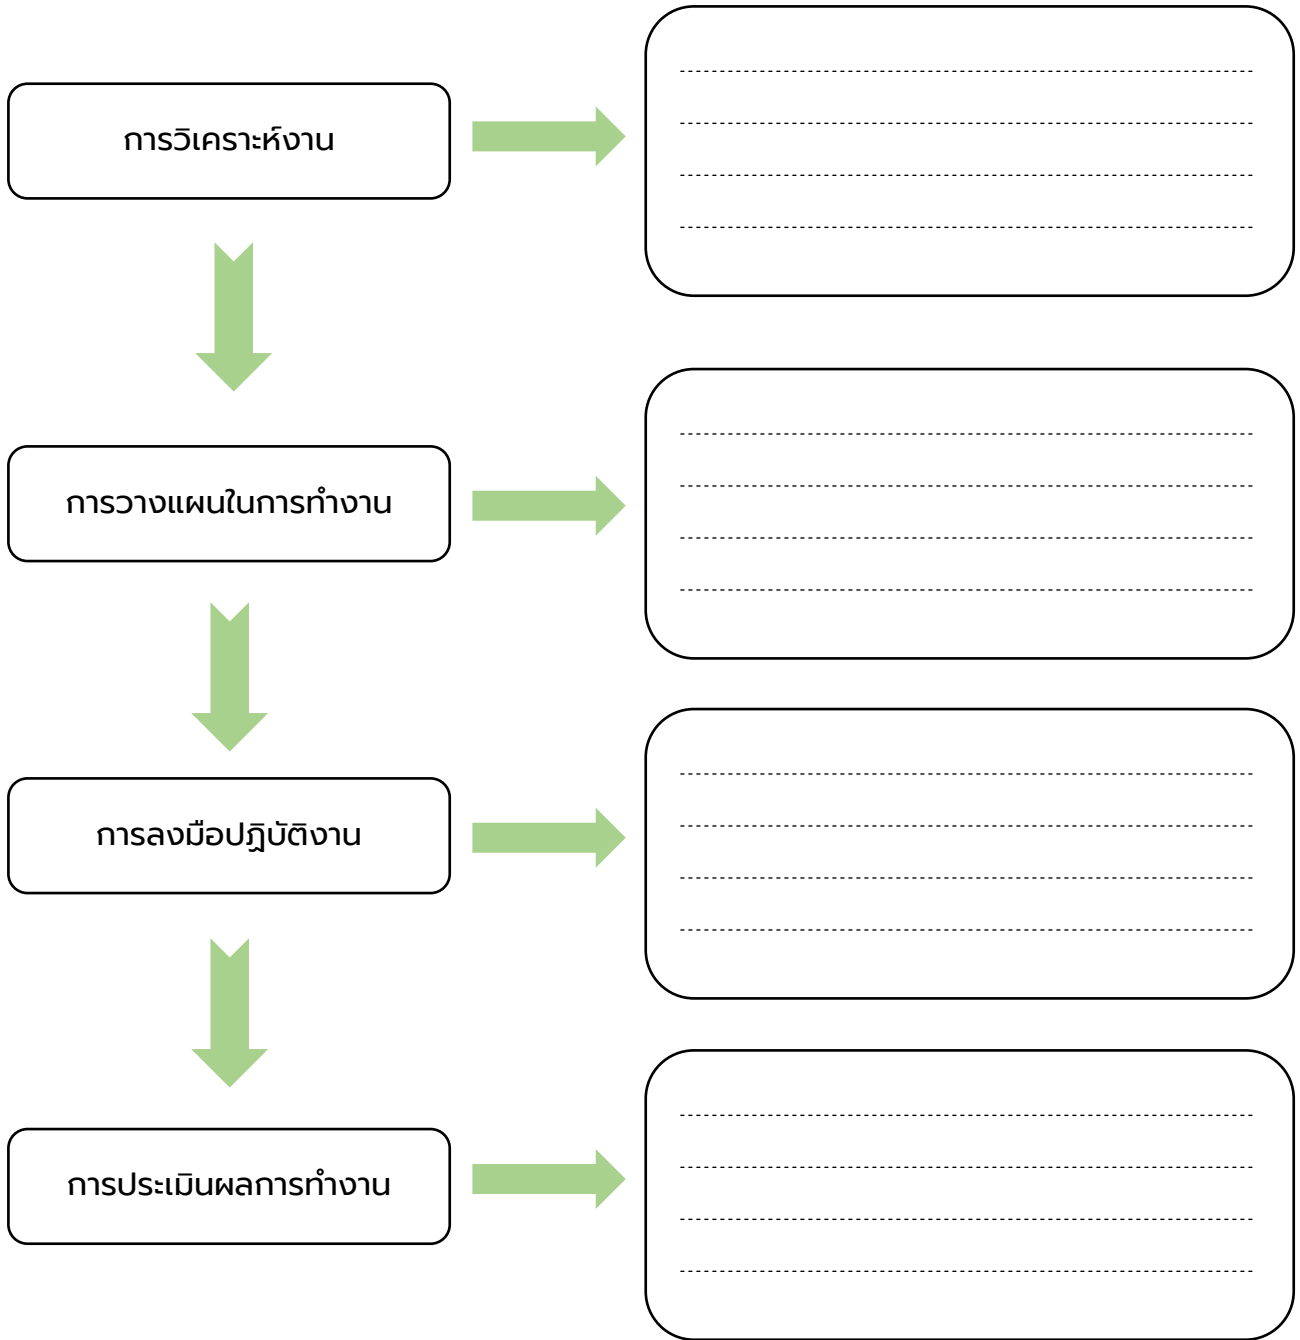 การวิเคราะห์งาน
การวางแผนในการทำงาน
การลงมือปฏิบัติงาน
การประเมินผลการทำงาน